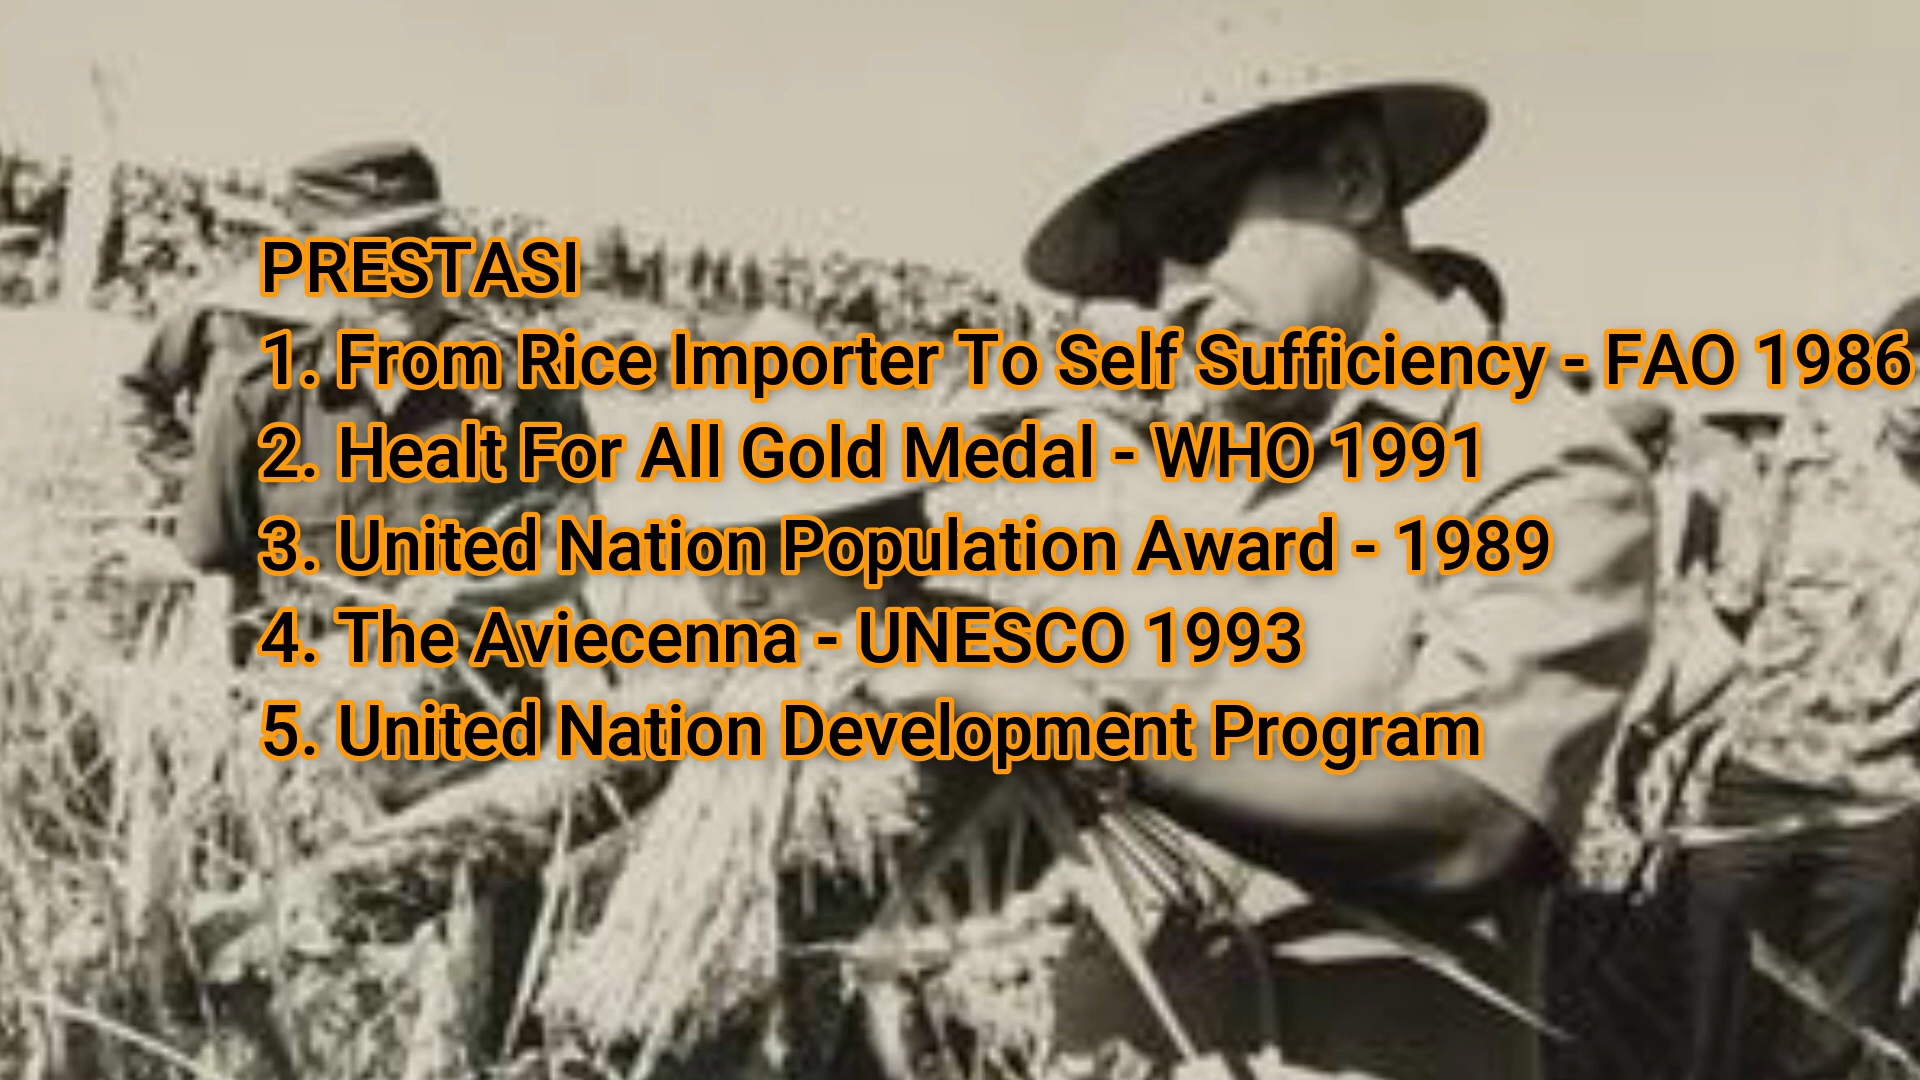 PRESTASI
1. From Rice Importer To Self Sufficiency - FAO 1986
2. Healt For All Gold Medal - WHO 1991
3. United Nation Population Award - 1989
4. The Aviecenna - UNESCO 1993
5. United Nation Development Program